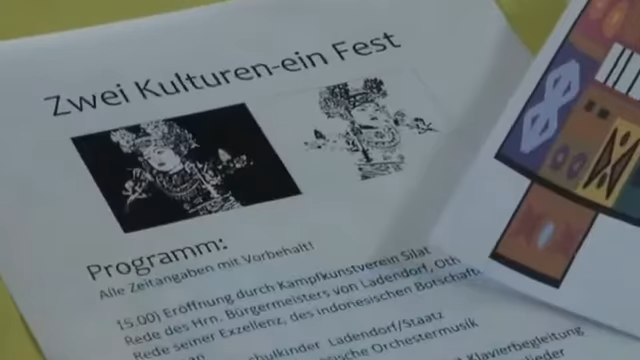 Zwei Kulturen-ein Fest
Programm:
Alle Zeitangaben mit Vorbehalt!
15.00) Eröffnung durch Kampfkunstverein Silat
Rede des Hrn. Bürgermeisters von Ladendorf, Oth
Rede seiner Exzellenz, des indonesischen Botschaft
Ladendorf/Staatz
Orchestermusik
Klavierbegleitung